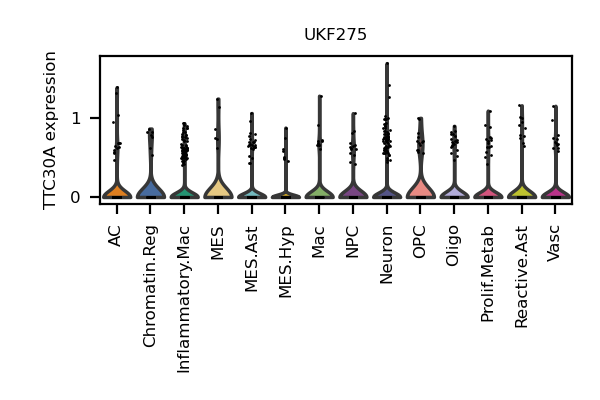 UKF275
TTC30A expression
1
0
AC
Chromatin.Reg
Inflammatory.Mac
MES
MES.Ast
MES.Hyp
Mac
NPC
Neuron
OPC
Oligo
Prolif.Metab
Reactive.Ast
Vasc